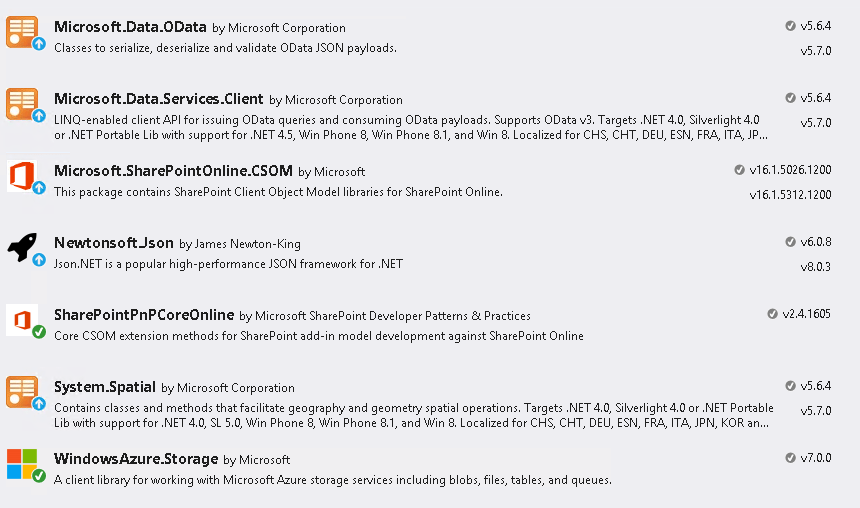 Microsoft.Data.OData by Microsoft Corporation v5.6.4
Classes to serialize, deserialize and validate OData JSON payloads. v5.7.0
Microsoft.Data.Services.Client by Microsoft Corporation v5.6.4
LINQ-enabled client API for issuing OData queries and consuming OData payloads. Supports OData v3. Targets .NET 4.0, Silverlight 4.0 v5.7.0
or .NET Portable Lib with support for .NET 4.5, Win Phone 8, Win Phone 8.1, and Win 8. Localized for CHS, CHT, DEU, ESN, FRA, ITA, JP...
Microsoft.SharePointOnline.CSOM by Microsoft v16.1.5026.1200
This package contains SharePoint Client Object Model libraries for SharePoint Online. v16.1.5312.1200
Newtonsoft.Json by James Newton-King v6.0.8
Json.NET is a popular high-performance JSON framework for .NET v8.0.3
SharePointPnPCoreOnline by Microsoft SharePoint Developer Patterns & Practices v2.4.1605
Core CSOM extension methods for SharePoint add-in model development against SharePoint Online
System.Spatial by Microsoft Corporation v5.6.4
Contains classes and methods that facilitate geography and geometry spatial operations. Targets .NET 4.0, Silverlight 4.0 or .NET Portable v5.7.0
Lib with support for .NET 4.0, SL 5.0, Win Phone 8, Win Phone 8.1, and Win 8. Localized for CHS, CHT, DEU, ESN, FRA, ITA, JPN, KOR an...
WindowsAzure.Storage by Microsoft v7.0.0
A client library for working with Microsoft Azure storage services including blobs, files, tables, and queues.